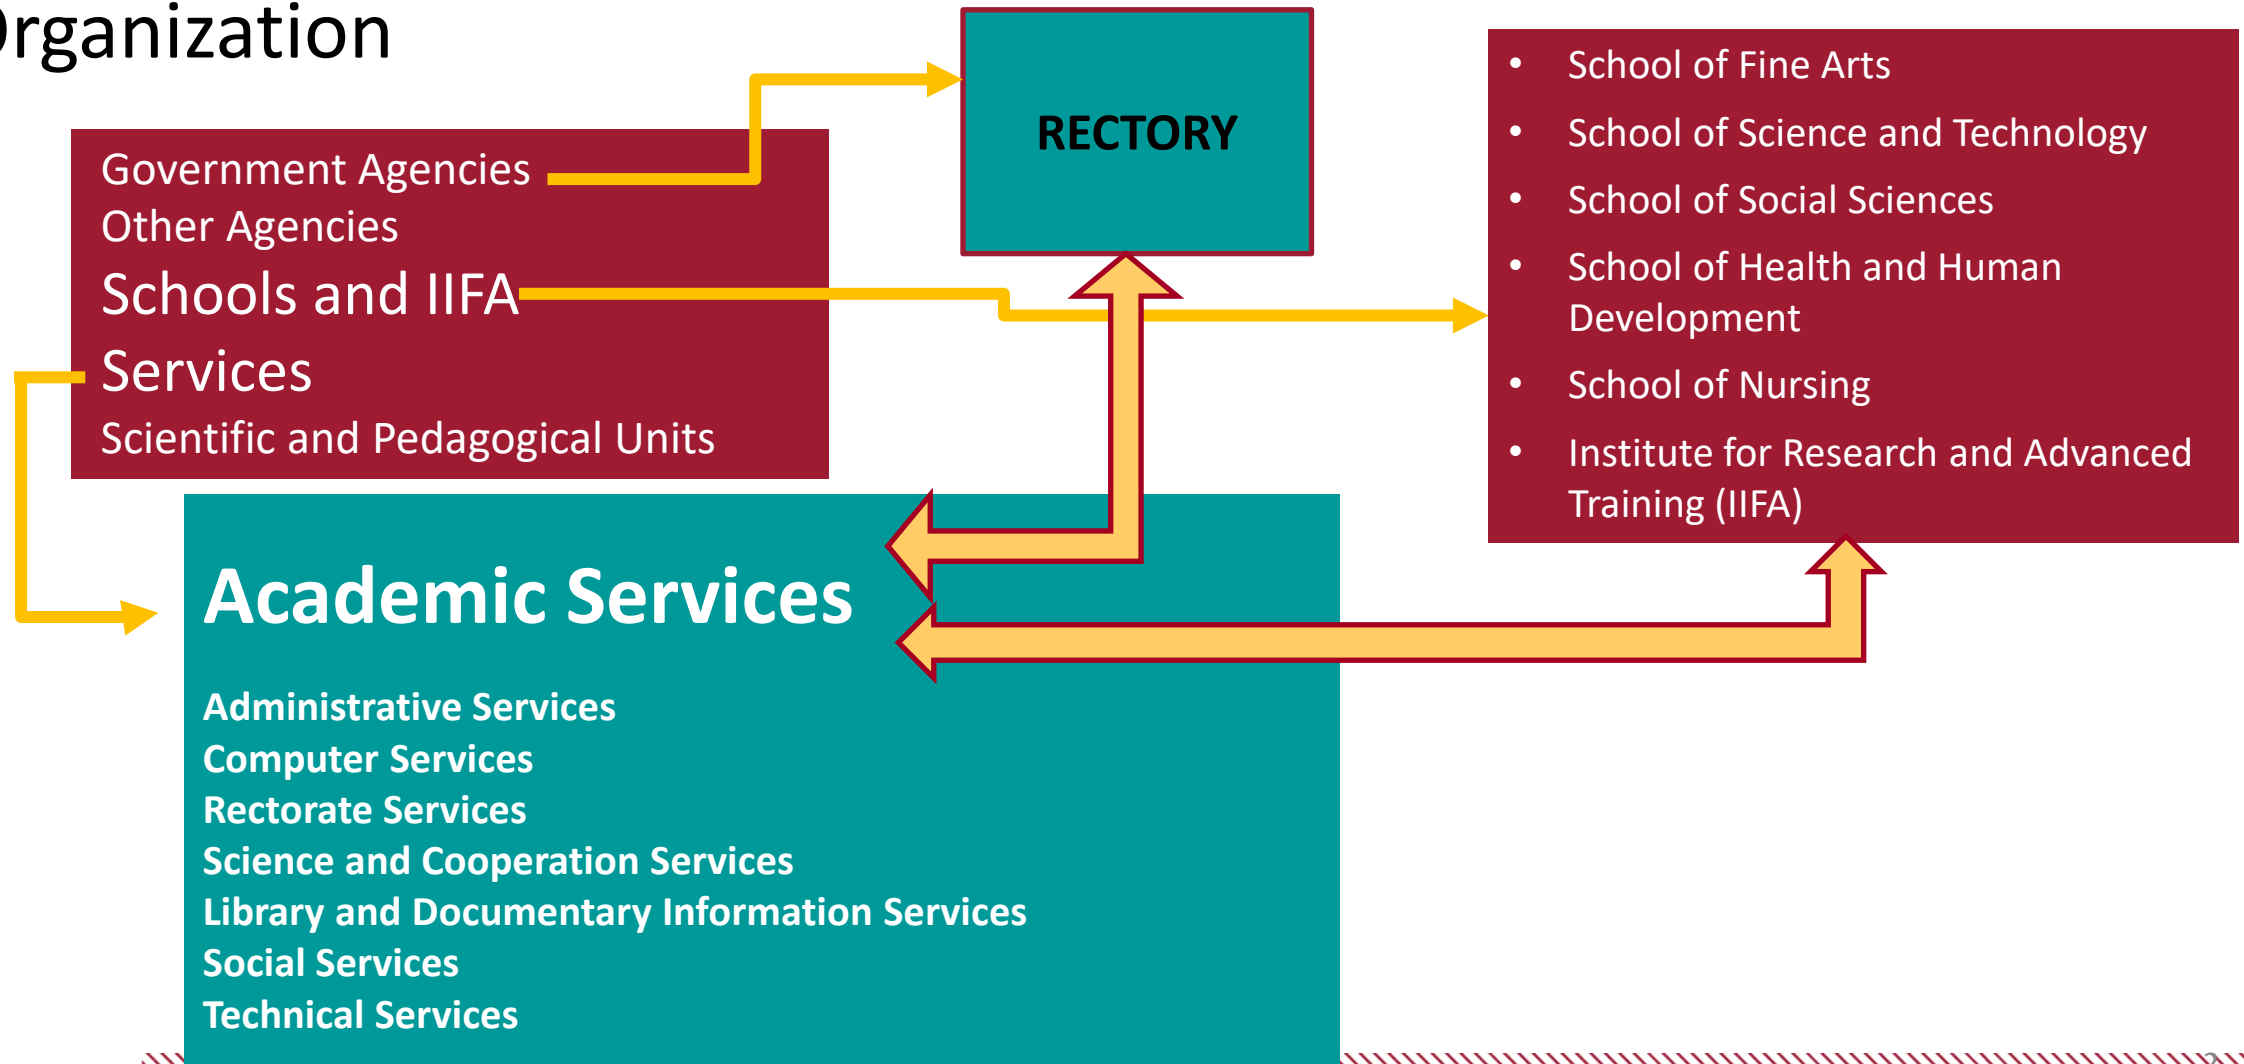 Organization
Government Agencies
Other Agencies
Schools and IIFA
Services
Scientific and Pedagogical Units
RECTORY
• School of Fine Arts
• School of Science and Technology
• School of Social Sciences
• School of Health and Human
Development
• School of Nursing
• Institute for Research and Advanced
Training (IIFA)
Academic Services
Administrative Services
Computer Services
Rectorate Services
Science and Cooperation Services
Library and Documentary Information Services
Social Services
Technical Services